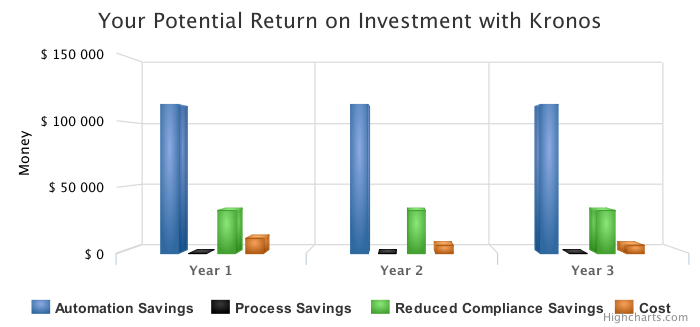 Your Potential Return on Investment with Kronos
$ 150 000
$ 100 000
$ 50 000
$ 0
Money
Year 1 Year 2 Year 3
Automation Savings Process Savings Reduced Compliance Savings Cost
Highcharts.com